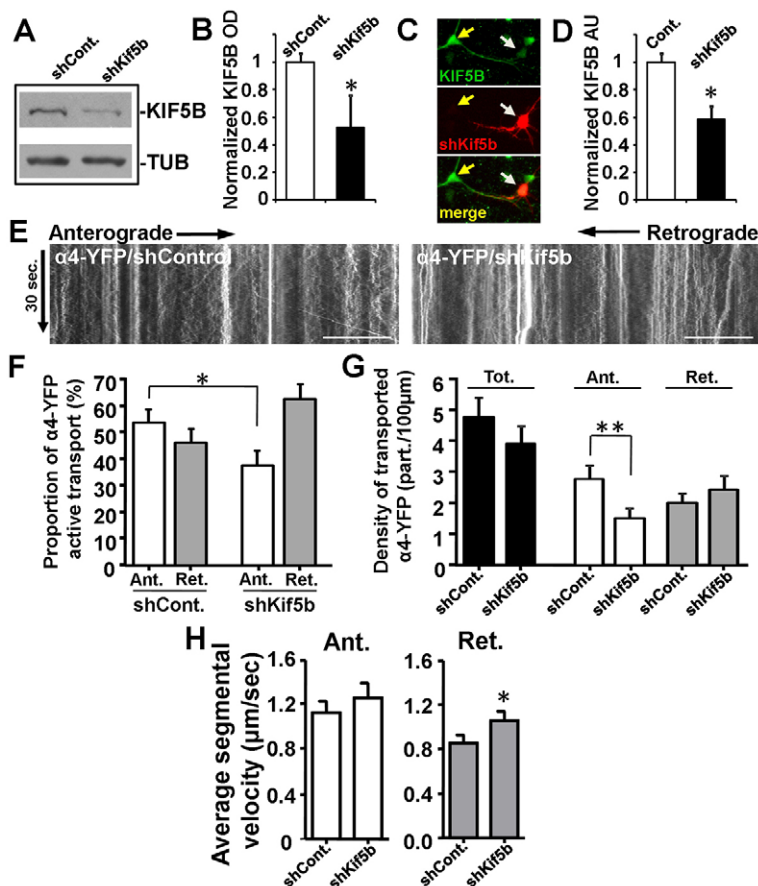 A
shCont.
shKif5b
-KIF5B
-TUB
B
Normalized KIF5B OD
1
0.8
0.6
0.4
0.2
0
shCont.
shKif5b
*
C
KIF5B
shKif5b
merge
D
Normalized KIF5B AU
1
0.8
0.6
0.4
0.2
0
Cont.
shKif5b
*
E
Anterograde
Retrograde
30 sec.
α4-YFP/shControl
α4-YFP/shKif5b
F
Proportion of α4-YFP
active transport (%)
70
60
50
40
30
20
10
0
*
Ant. Ret. Ant. Ret.
shCont. shKif5b
G
Density of transported
α4-YFP (part./100µm)
6
5
4
3
2
1
0
Tot. Ant. Ret.
**
shCont.
shKif5b
shCont.
shKif5b
shCont.
shKif5b
H
Average segmental
velocity (µm/sec)
Ant.
1.6
1.2
0.8
0.4
0
shCont.
shKif5b
Ret.
1.6
1.2
0.8
0.4
0.0
*
shCont.
shKif5b